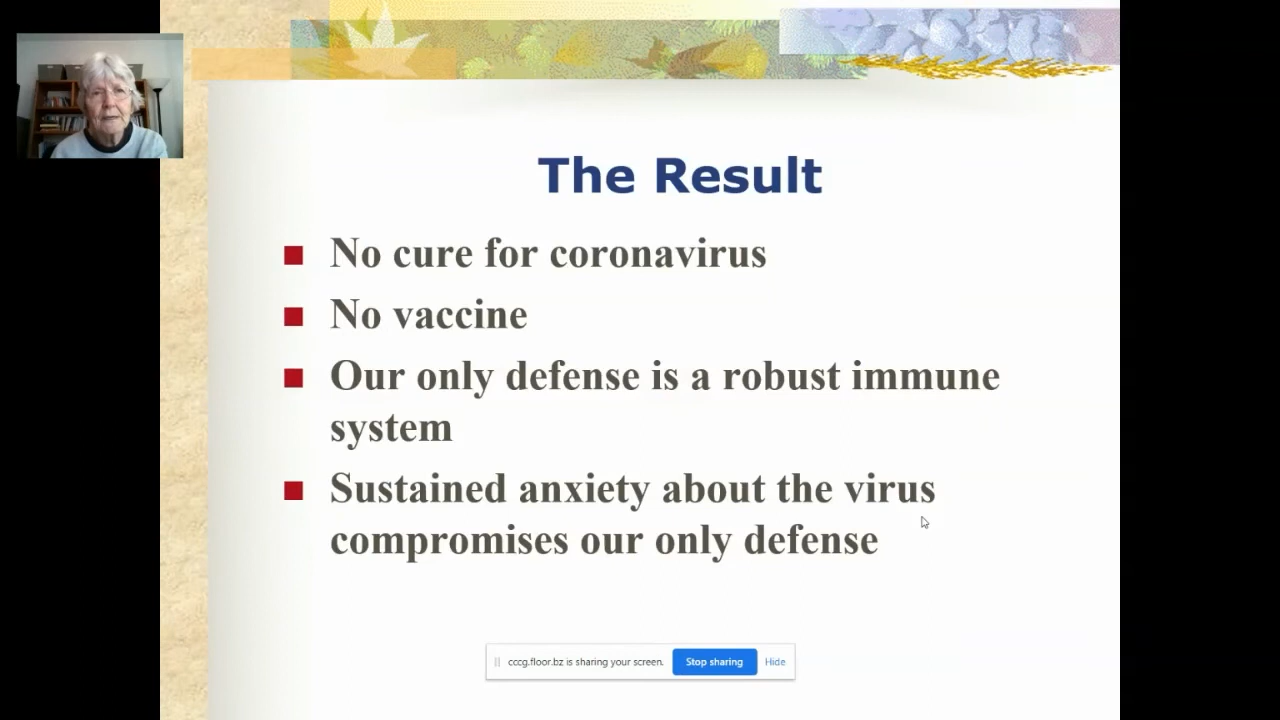 The Result
No cure for coronavirus
No vaccine
Our only defense is a robust immune
system
Sustained anxiety about the virus
compromises our only defense
cccg.floor.bz is sharing your screen. Stop sharing Hide